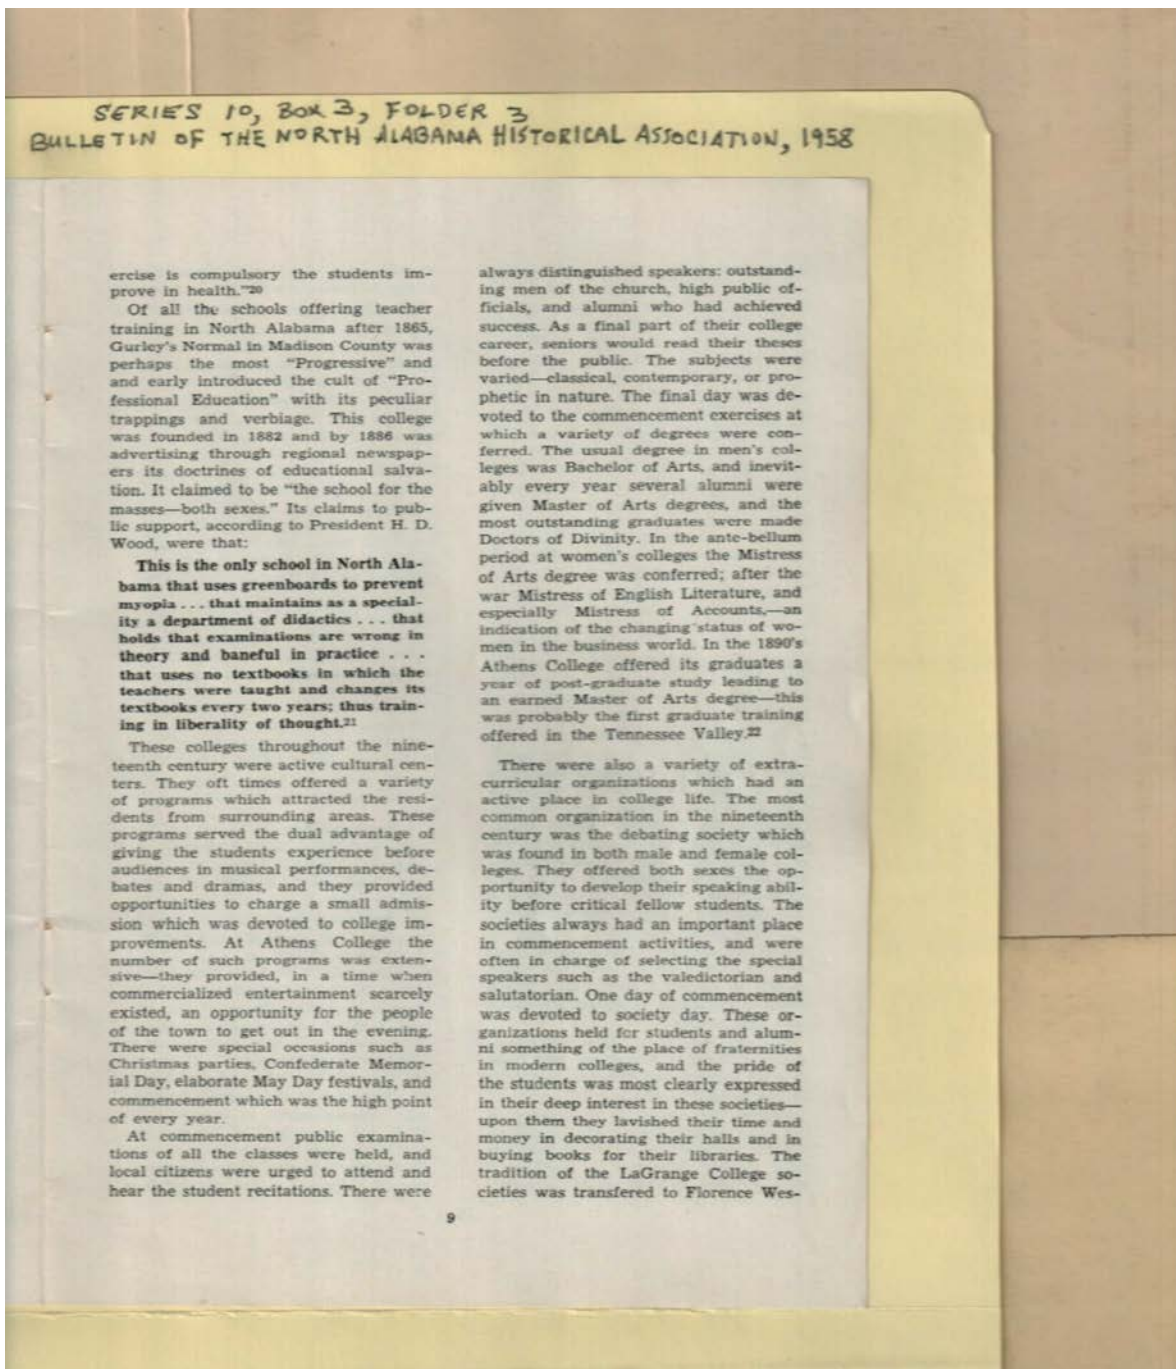 SERIES 10, BOX 3, FOLDER 3
BULLETIN OF THE NORTH ALABAMA HISTORICAL ASSOCIATION, 1958
ercise is compulsory the students im-
prove in health."20
Of all the schools offering teacher
training in North Alabama after 1865,
Gurley's Normal in Madison County was
perhaps the most "Progressive" and
and early introduced the cult of "Pro-
fessional Education" with its peculiar
trappings and verbiage. This college
was founded in 1882 and by 1886 was
advertising through regional newspap-
ers its doctrines of educational salva-
tion. It claimed to be "the school for the
masses—both sexes." Its claims to pub-
lic support, according to President H. D.
Wood, were that:
This is the only school in North Ala-
bama that uses greenboards to prevent
myopia . . . that maintains as a special-
ity a department of didactics . . . that
holds that examinations are wrong in
theory and baneful in practice . . .
that uses no textbooks in which the
teachers were taught and changes its
textbooks every two years; thus train-
ing in liberality of thought.21
These colleges throughout the nine-
teenth century were active cultural cen-
ters. They oft times offered a variety
of programs which attracted the resi-
dents from surrounding areas. These
programs served the dual advantage of
giving the students experience before
audiences in musical performances, de-
bates and dramas, and they provided
opportunities to charge a small admis-
sion which was devoted to college im-
provements. At Athens College the
number of such programs was exten-
sive—they provided, in a time when
commercialized entertainment scarcely
existed, an opportunity for the people
of the town to get out in the evening.
There were special occasions such as
Christmas parties, Confederate Memor-
ial Day, elaborate May Day festivals, and
commencement which was the high point
of every year.
At commencement public examina-
tions of all the classes were held, and
local citizens were urged to attend and
hear the student recitations. There were
always distinguished speakers: outstand-
ing men of the church, high public of-
ficials, and alumni who had achieved
success. As a final part of their college
career, seniors would read their theses
before the public. The subjects were
varied—classical, contemporary, or pro-
phetic in nature. The final day was de-
voted to the commencement exercises at
which a variety of degrees were con-
ferred. The usual degree in men's col-
leges was Bachelor of Arts, and inevit-
ably every year several alumni were
given Master of Arts degrees, and the
most outstanding graduates were made
Doctors of Divinity. In the ante-bellum
period at women's colleges the Mistress
of Arts degree was conferred; after the
war Mistress of English Literature, and
especially Mistress of Accounts,—an
indication of the changing status of wo-
men in the business world. In the 1890's
Athens College offered its graduates a
year of post-graduate study leading to
an earned Master of Arts degree—this
was probably the first graduate training
offered in the Tennessee Valley.22
There were also a variety of extra-
curricular organizations which had an
active place in college life. The most
common organization in the nineteenth
century was the debating society which
was found in both male and female col-
leges. They offered both sexes the op-
portunity to develop their speaking abil-
ity before critical fellow students. The
societies always had an important place
in commencement activities, and were
often in charge of selecting the special
speakers such as the valedictorian and
salutatorian. One day of commencement
was devoted to society day. These or-
ganizations held for students and alum-
ni something of the place of fraternities
in modern colleges, and the pride of
the students was most clearly expressed
in their deep interest in these societies—
upon them they lavished their time and
money in decorating their halls and in
buying books for their libraries. The
tradition of the LaGrange College so-
cieties was transfered to Florence Wes-
9